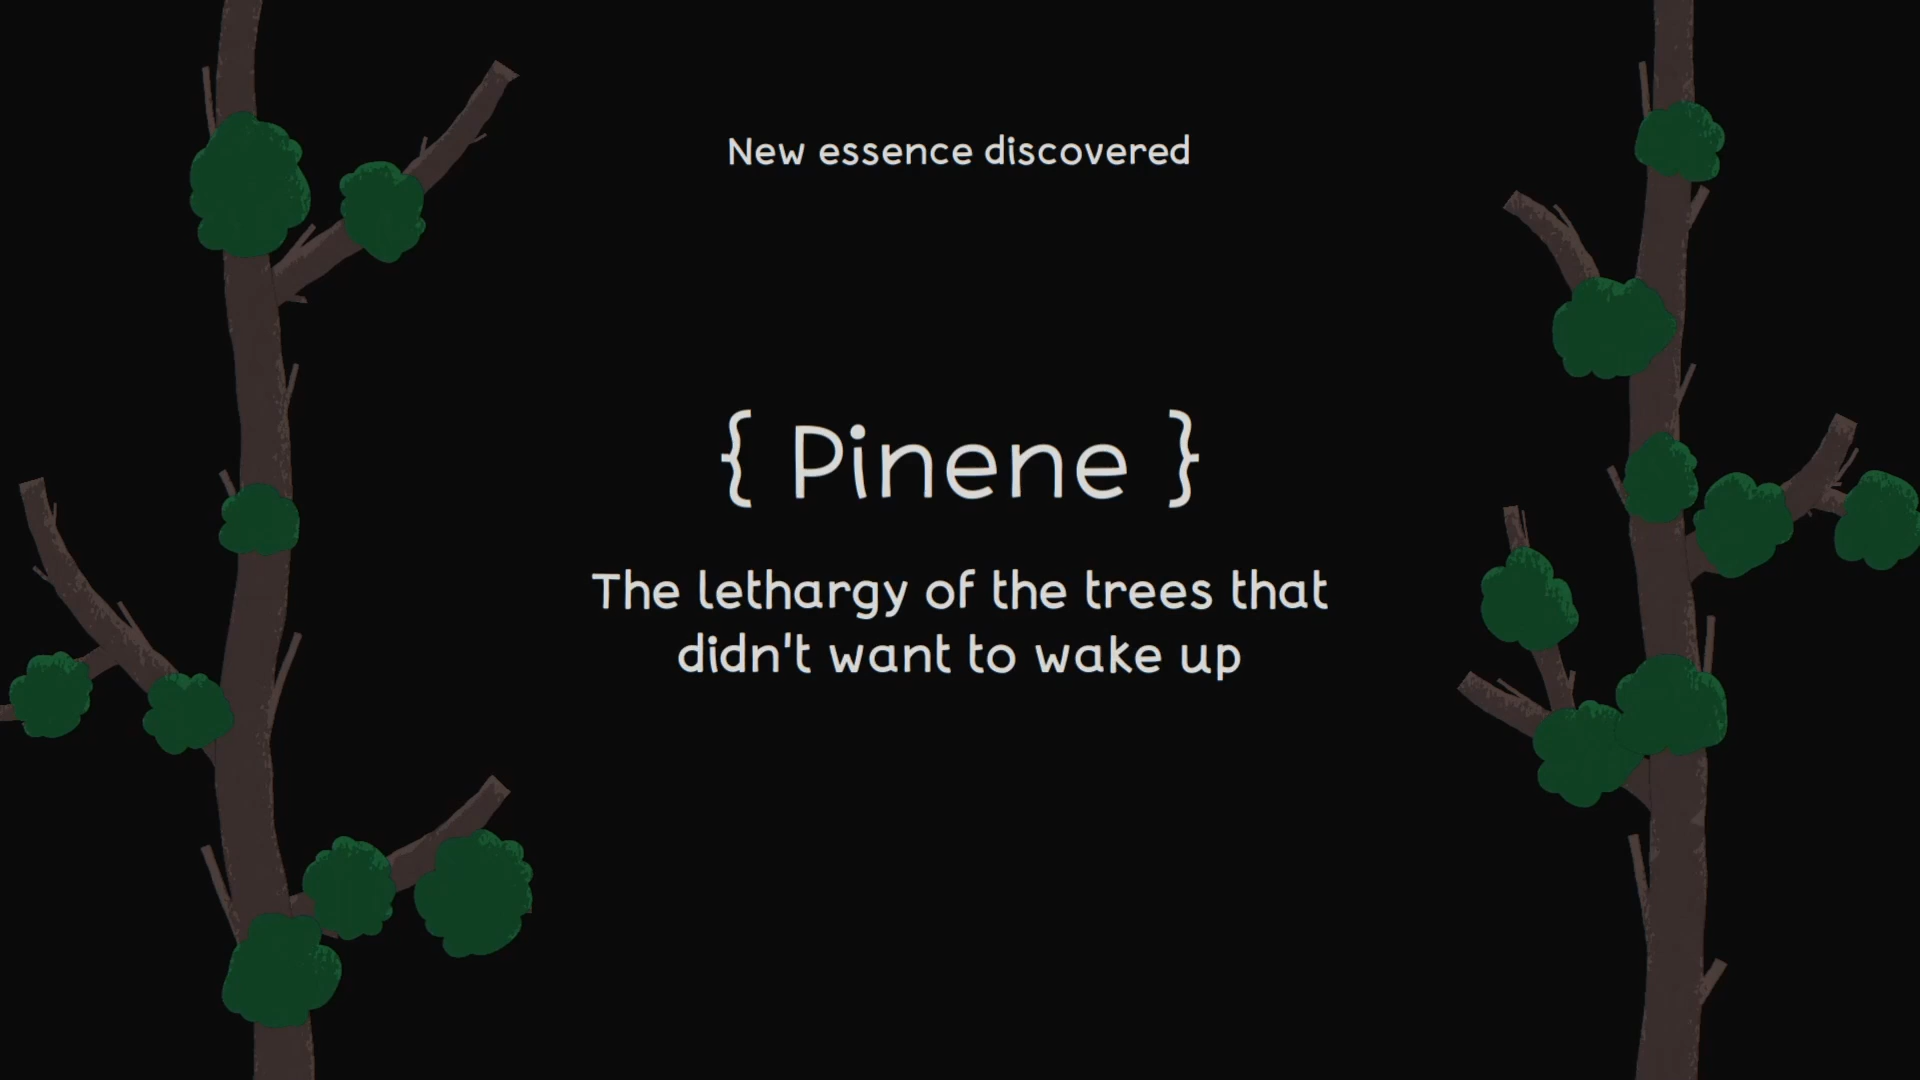 New essence discovered
{ Pinene }
The lethargy of the trees that
didn't want to wake up